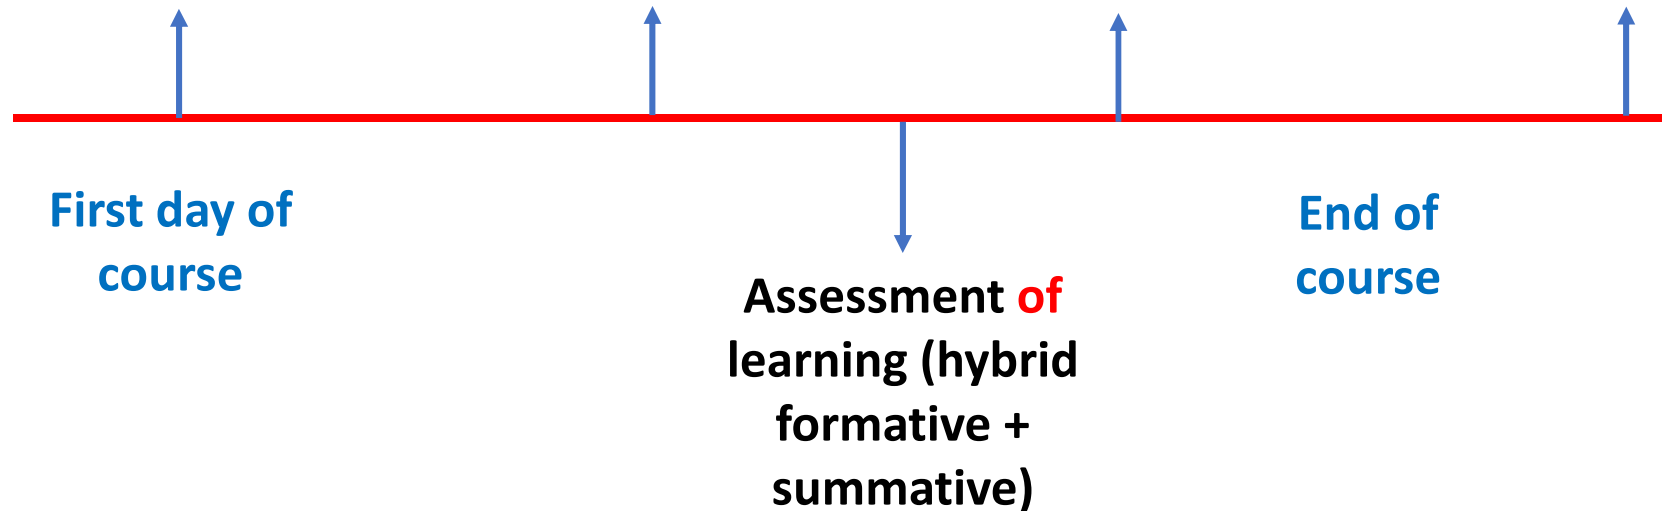 First day of
course
Assessment of
learning (hybrid
formative +
summative)
End of
course